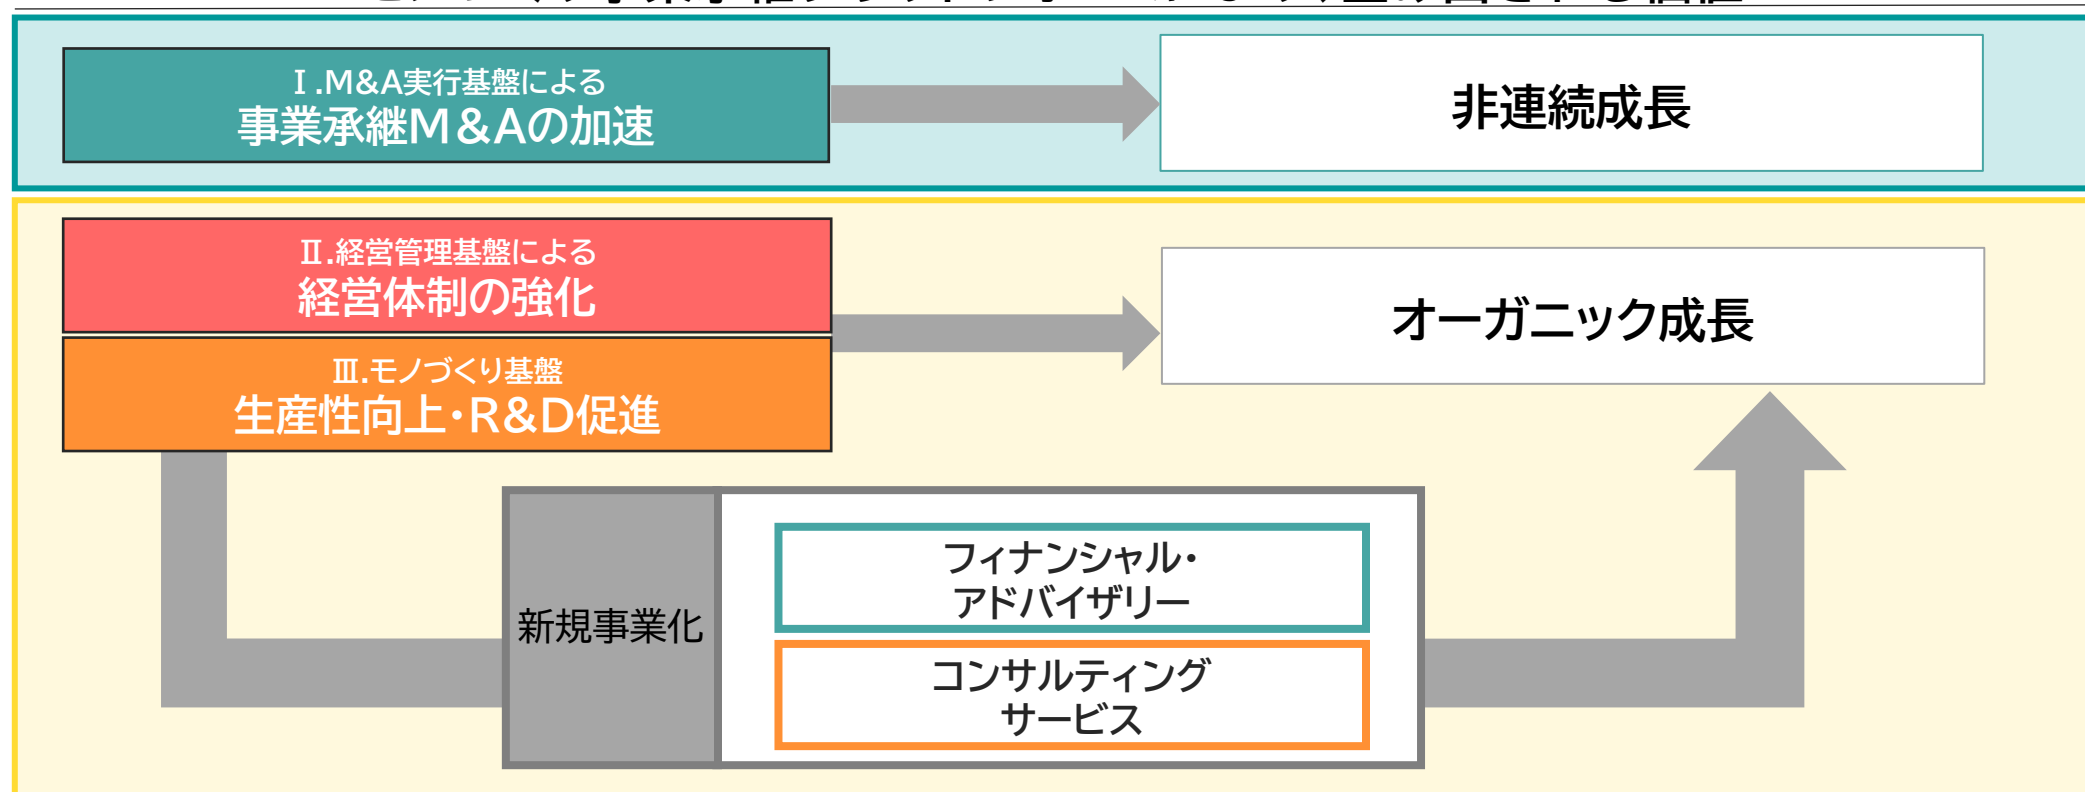 Ⅰ.M&A実行基盤による
事業承継M＆Aの加速
非連続成長
Ⅱ.経営管理基盤による
経営体制の強化
オーガニック成長
Ⅲ.モノづくり基盤
生産性向上・R&D促進
新規事業化
フィナンシャル・
アドバイザリー
コンサルティング
サービス